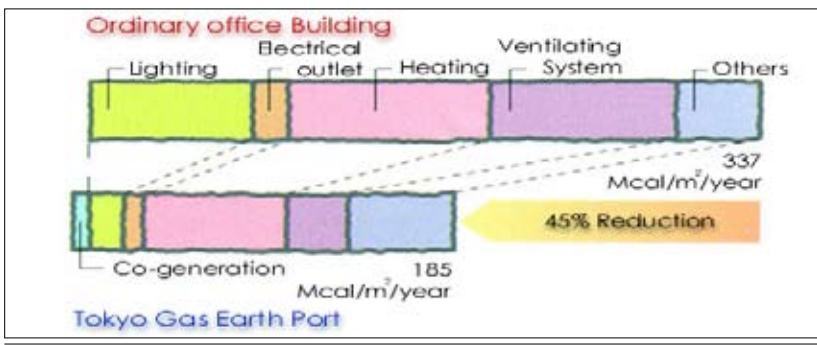 Ordinary office Building
Lighting
Electrical
outlet
Heating
Ventilating
System
Others
337
Mcal/m²/year
45% Reduction
Co-generation
185
Mcal/m²/year
Tokyo Gas Earth Port